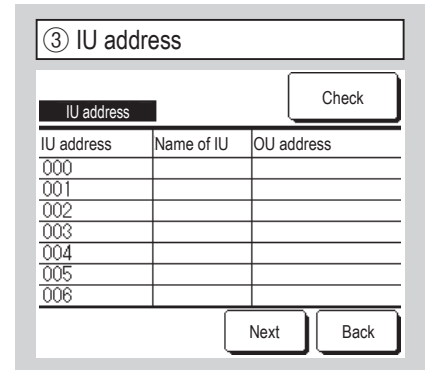 ③ IU address
Check
IU address
IU address Name of IU OU address
000
001
002
003
004
005
006
Next Back